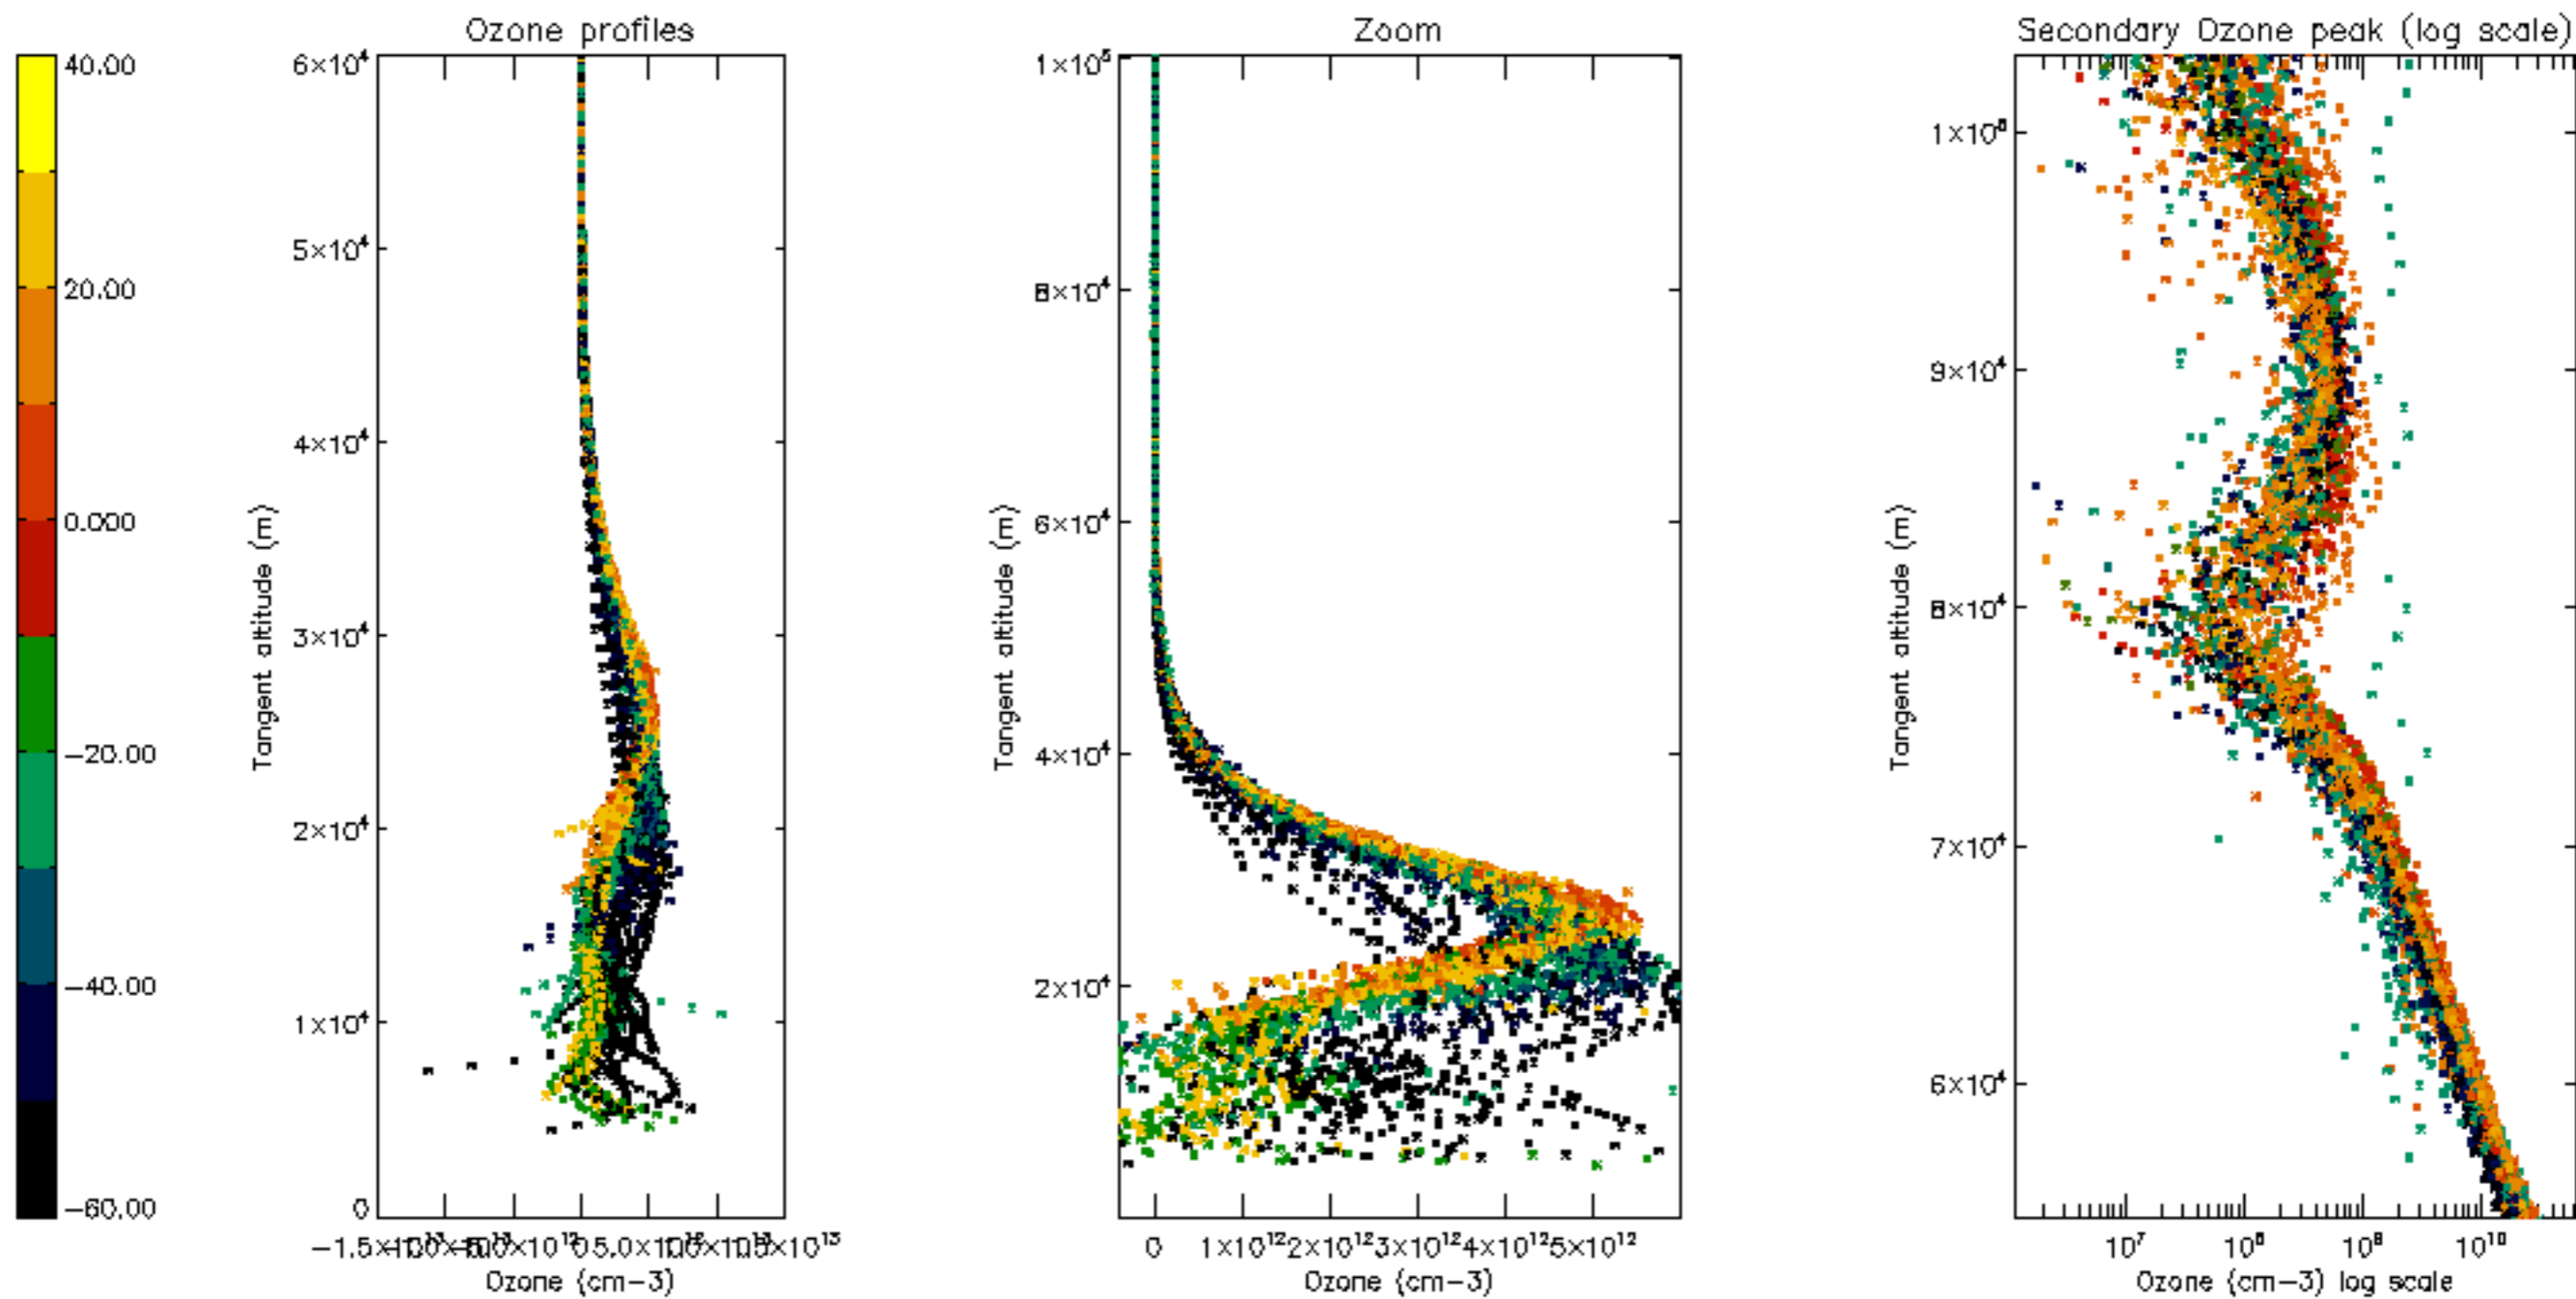 Ozone profiles
Zoom
Secondary Ozone peak (log scale)
40.00
20.00
0.000
−20.00
−40.00
−60.00
6×10⁴
5×10⁴
4×10⁴
3×10⁴
2×10⁴
1×10⁴
0
Tangent altitude (m)
Ozone (cm−3)
1×10⁵
8×10⁴
6×10⁴
4×10⁴
2×10⁴
Tangent altitude (m)
0 1×10¹² 2×10¹² 3×10¹² 4×10¹² 5×10¹²
Ozone (cm−3)
9×10⁴
8×10⁴
7×10⁴
6×10⁴
Tangent altitude (m)
10⁷ 10⁸ 10⁹ 10¹⁰
Ozone (cm−3) log scale